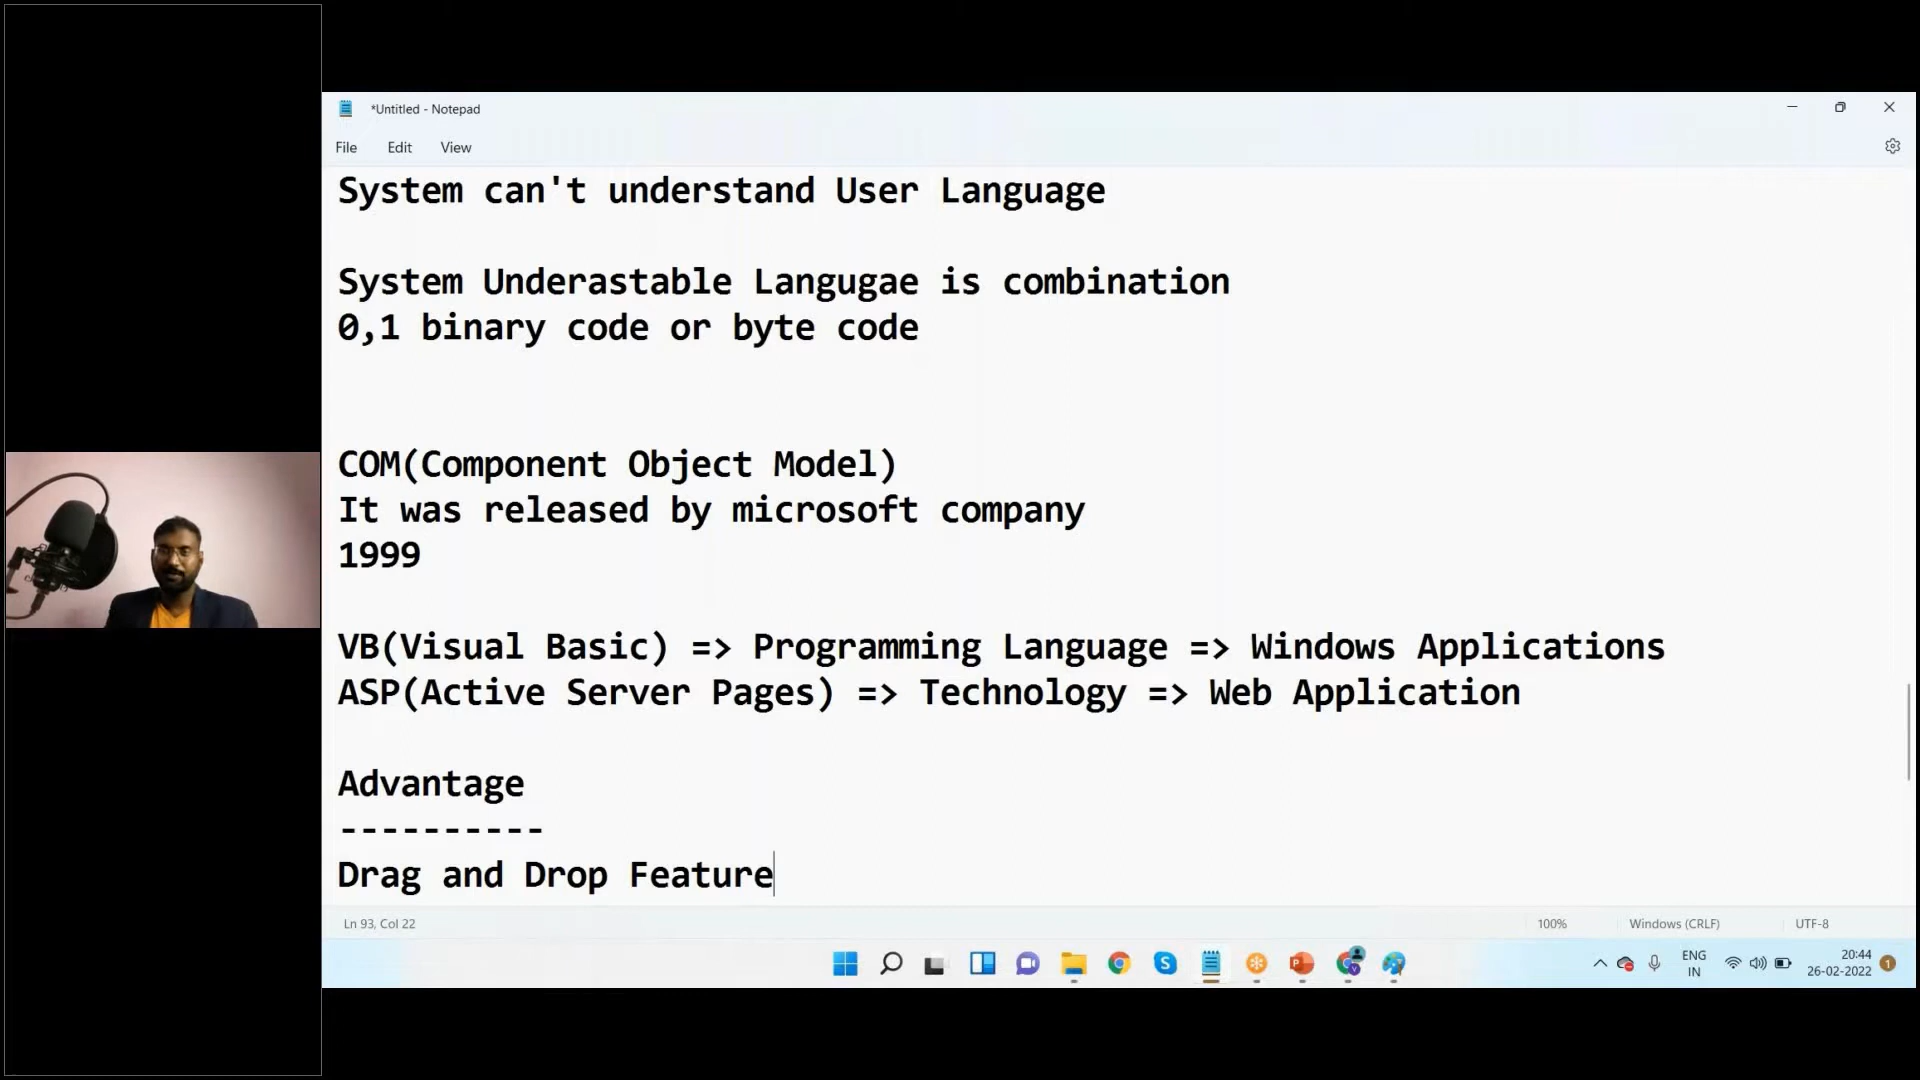 *Untitled - Notepad
File Edit View
System can't understand User Language
System Underastable Langugae is combination
0,1 binary code or byte code
COM(Component Object Model)
It was released by microsoft company
1999
VB(Visual Basic) => Programming Language => Windows Applications
ASP(Active Server Pages) => Technology => Web Application
Advantage
----------
Drag and Drop Feature
Ln 93, Col 22
100%
Windows (CRLF)
UTF-8
ENG
IN
20:44
26-02-2022
1